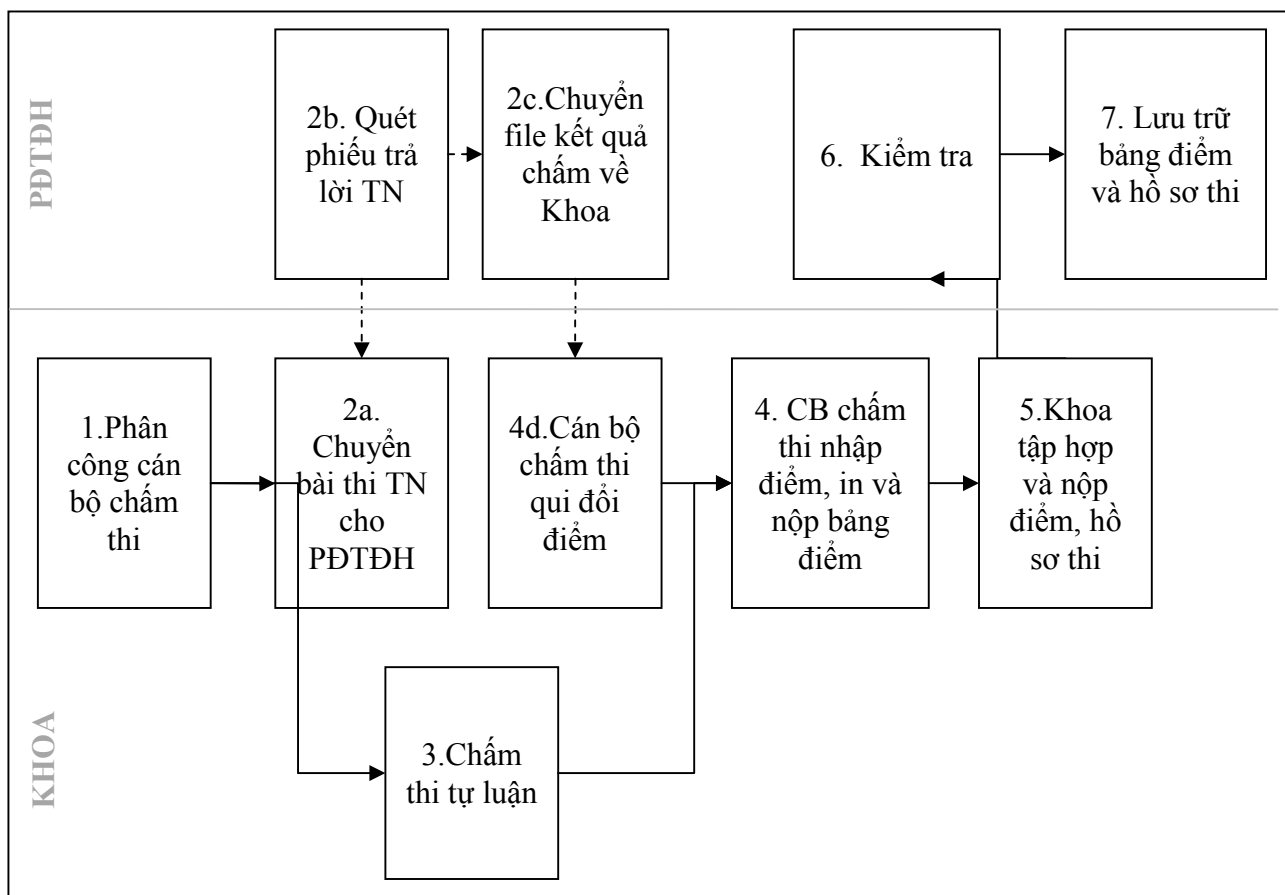 PĐTĐH
2b. Quét
phiếu trả
lời TN
2c.Chuyển
file kết quả
chấm về
Khoa
6. Kiểm tra
7. Lưu trữ
bảng điểm
và hồ sơ thi
KHOA
1.Phân
công cán
bộ chấm
thi
2a.
Chuyển
bài thi TN
cho
PĐTĐH
4d.Cán bộ
chấm thi
qui đổi
điểm
4. CB chấm
thi nhập
điểm, in và
nộp bảng
điểm
5.Khoa
tập hợp
và nộp
điểm, hồ
sơ thi
3.Chấm
thi tự luận